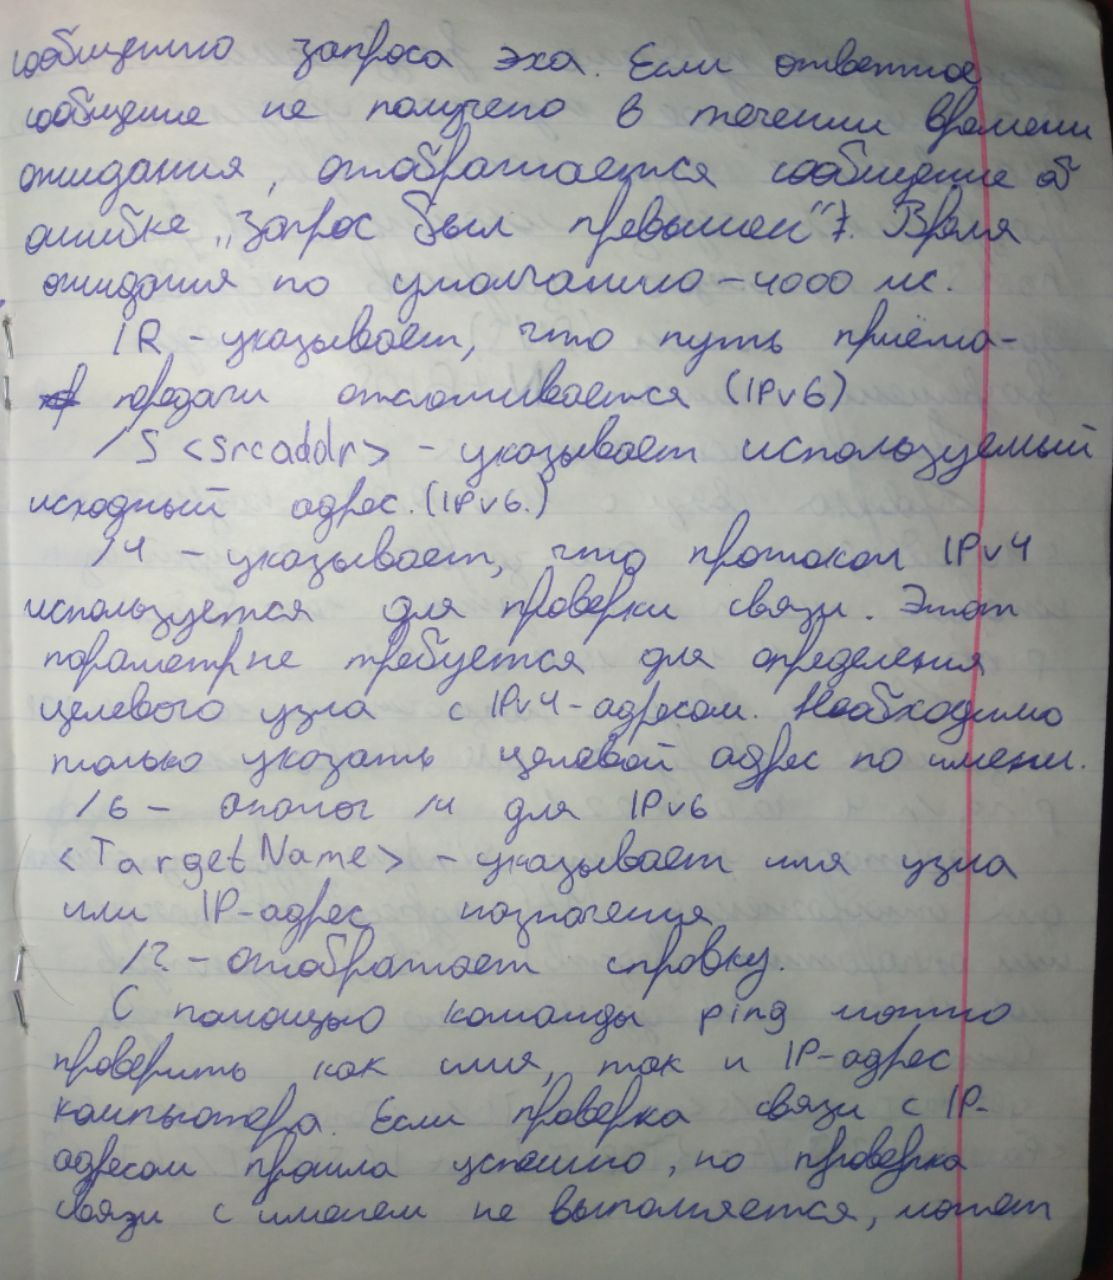 сообщению запроса эха. Если ответное
сообщение не получено в течении времени
ожидания, отображается сообщение об
ошибке „Запрос был превышен“7. Время
ожидания по умолчанию - 4000 мс.
/R - указывает, что путь приёма-
передачи отслеживается (IPv6)
/S <srcaddr> - указывает используемый
исходный адрес. (IPv6.)
/4 - указывает, что протокол IPv4
используется для проверки связи. Этот
параметр не требуется для определения
целевого узла с IPv4-адресом. Необходимо
только указать целевой адрес по имени.
/6 - аналог /4 для IPv6
<TargetName> - указывает имя узла
или IP-адрес назначения
/? - отображает справку.
С помощью команды ping можно
проверить как имя, так и IP-адрес
компьютера. Если проверка связи с IP-
адресом прошла успешно, но проверка
связи с именем не выполняется, может